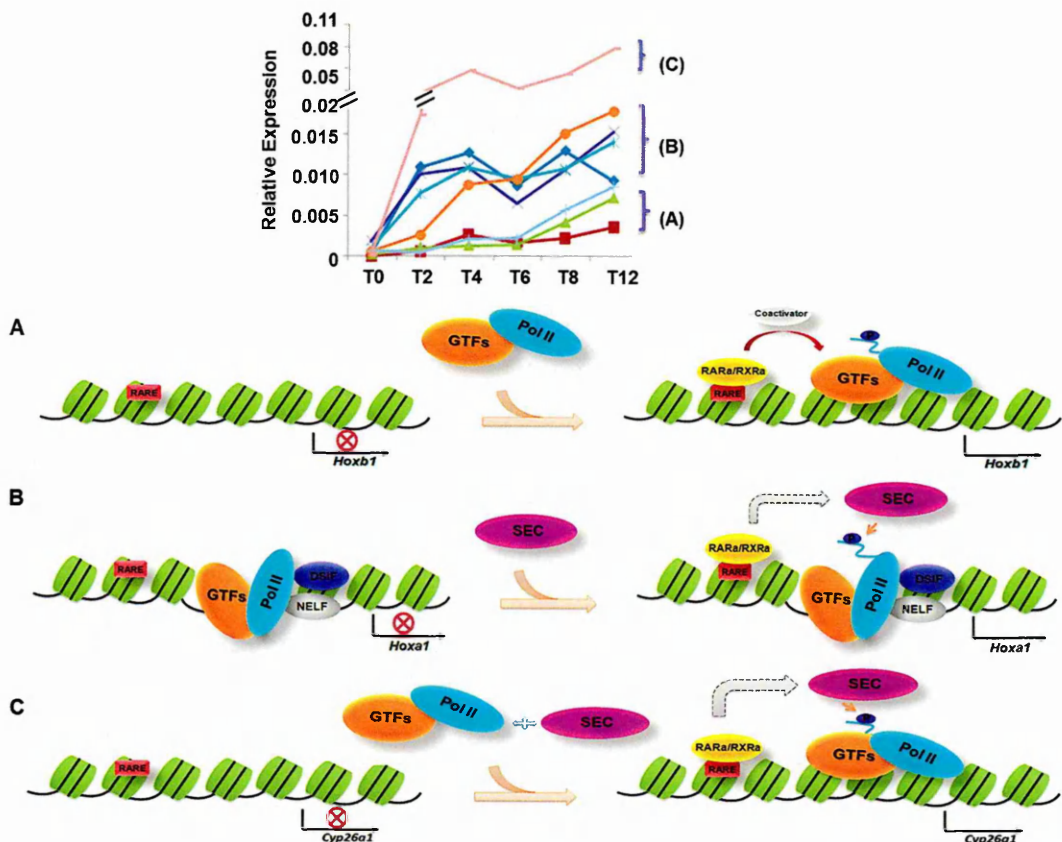 Relative Expression
0.11
0.08
0.05
0.02
0.015
0.010
0.005
0
T0 T2 T4 T6 T8 T12
(C)
(B)
(A)
A
GTFs Pol II
RARE
Hoxb1
Coactivator
P
RARa/RXRa
RARE
GTFs Pol II
Hoxb1
B
SEC
RARE
GTFs Pol II DSIF
NELF
Hoxa1
SEC
P
RARa/RXRa
RARE
GTFs Pol II DSIF
NELF
Hoxa1
C
GTFs Pol II SEC
RARE
Cyp26a1
SEC
P
RARa/RXRa
RARE
GTFs Pol II
Cyp26a1